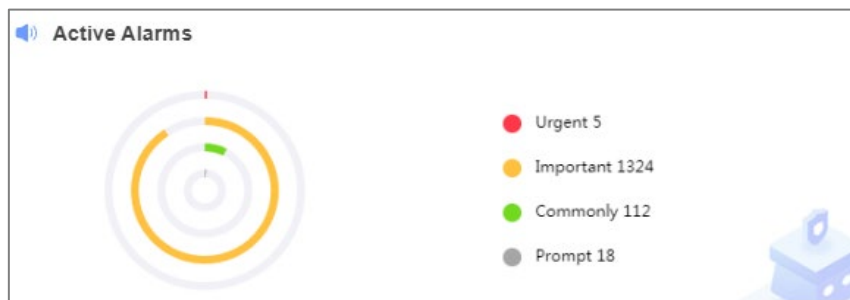 Active Alarms
Urgent 5
Important 1324
Commonly 112
Prompt 18